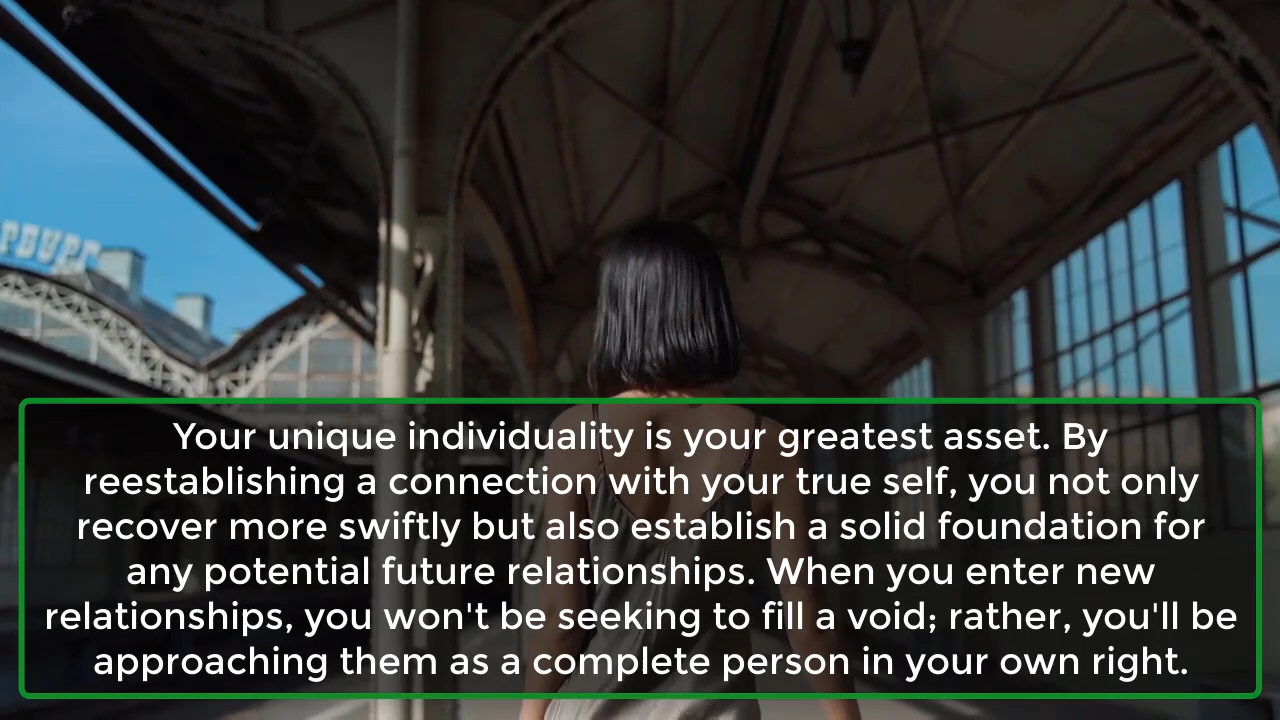 РБУРГ
Your unique individuality is your greatest asset. By
reestablishing a connection with your true self, you not only
recover more swiftly but also establish a solid foundation for
any potential future relationships. When you enter new
relationships, you won't be seeking to fill a void; rather, you'll be
approaching them as a complete person in your own right.